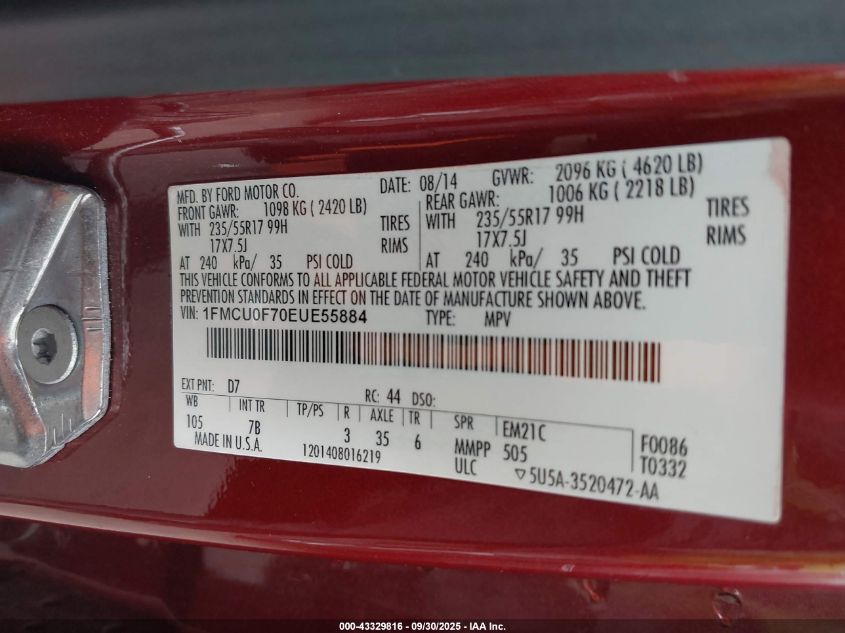 MFD. BY FORD MOTOR CO.
DATE: 08/14 GVWR: 2096 KG ( 4620 LB)
FRONT GAWR: 1098 KG ( 2420 LB) REAR GAWR: 1006 KG ( 2218 LB)
WITH 235/55R17 99H TIRES WITH 235/55R17 99H TIRES
17X7.5J RIMS 17X7.5J RIMS
AT 240 kPa/ 35 PSI COLD AT 240 kPa/ 35 PSI COLD
THIS VEHICLE CONFORMS TO ALL APPLICABLE FEDERAL MOTOR VEHICLE SAFETY AND THEFT
PREVENTION STANDARDS IN EFFECT ON THE DATE OF MANUFACTURE SHOWN ABOVE.
VIN: 1FMCU0F70EUE55884 TYPE: MPV
EXT PNT: D7 RC: 44 DSO:
WB INT TR TP/PS R AXLE TR SPR EM21C F0086
105 7B 3 35 6 MMPP 505 T0332
MADE IN U.S.A. 1201408016219 ULC ▽5U5A-3520472-AA
000-43329816 - 09/30/2025 - IAA Inc.